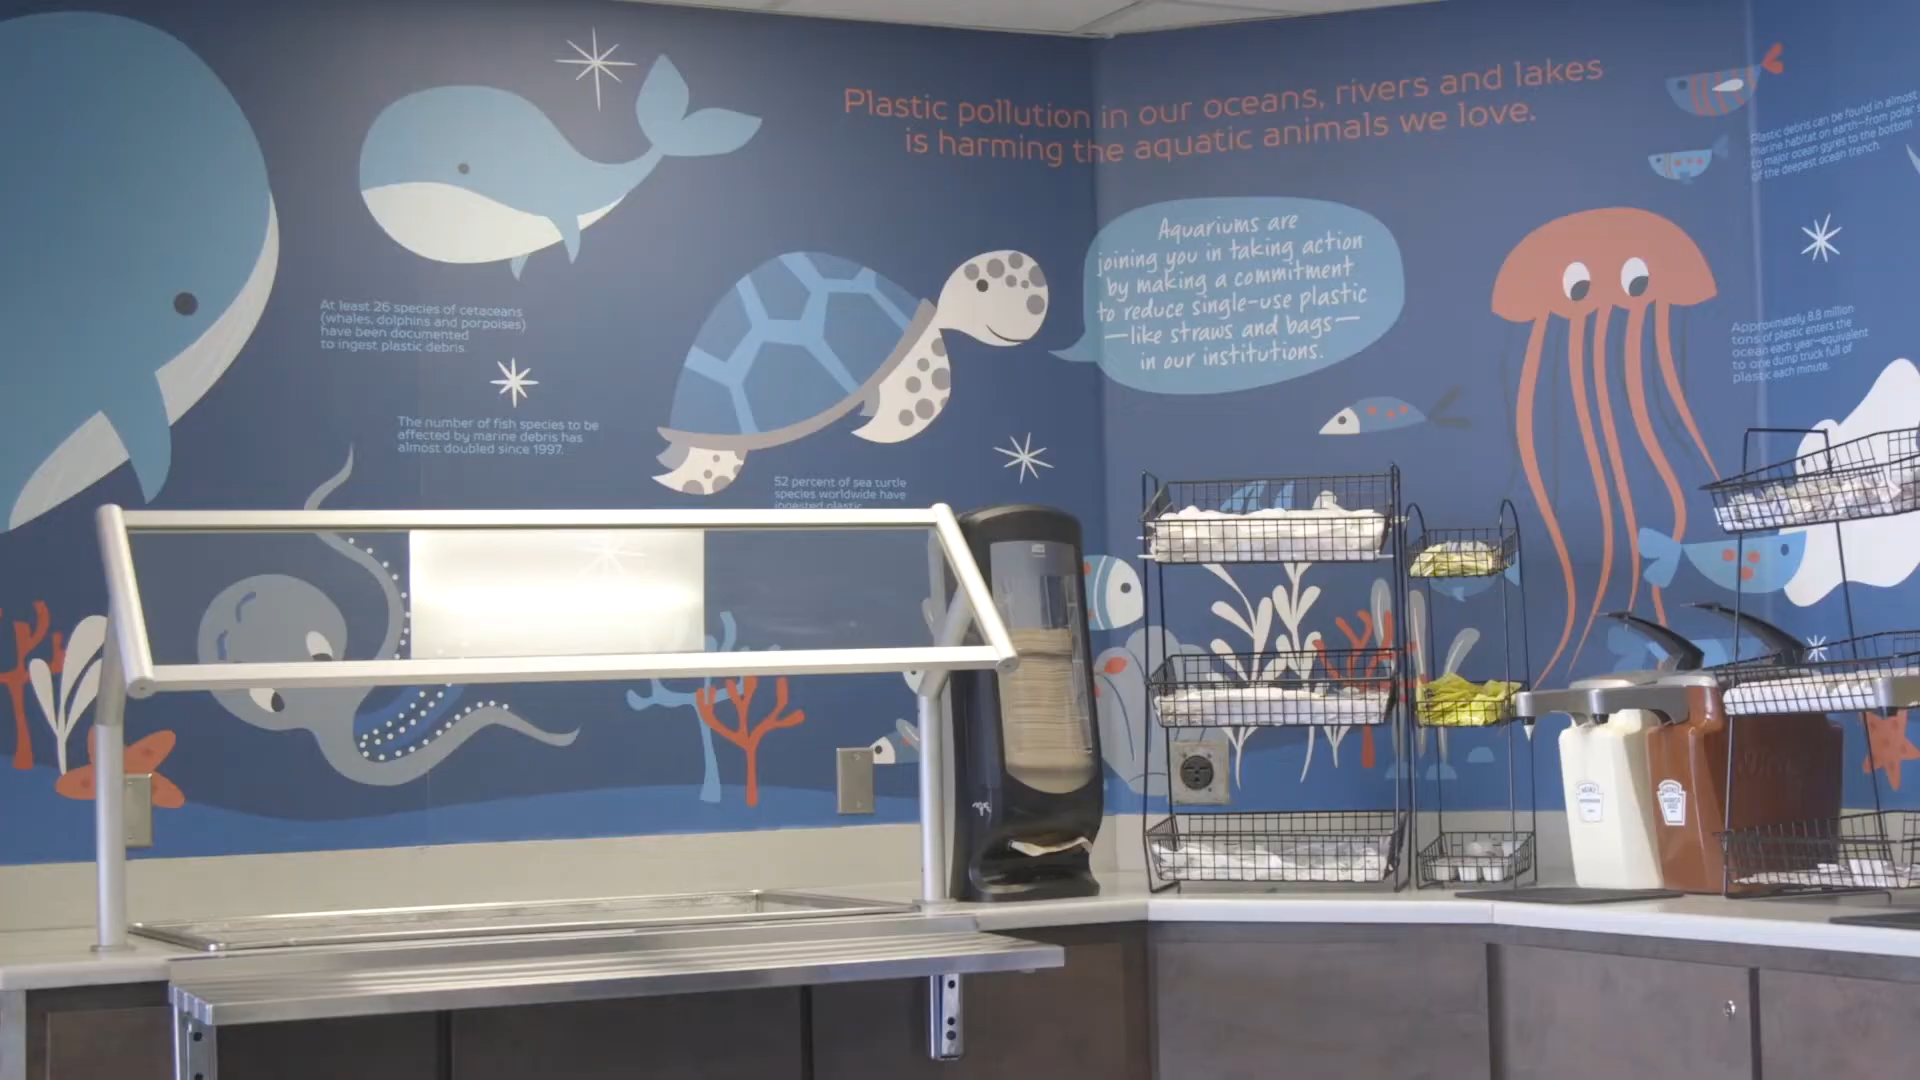 Plastic pollution in our oceans, rivers and lakes
is harming the aquatic animals we love.
Aquariums are
joining you in taking action
by making a commitment
to reduce single-use plastic
—like straws and bags—
in our institutions.
At least 26 species of cetaceans
(whales, dolphins and porpoises)
have been documented
to ingest plastic debris.
The number of fish species to be
affected by marine debris has
almost doubled since 1997.
52 percent of sea turtle
species worldwide have
ingested plastic
Plastic debris can be found in almost
marine habitat on earth—from polar
to major ocean gyres to the bottom
of the deepest ocean trench.
Approximately 8.8 million
tons of plastic enters the
ocean each year—equivalent
to one dump truck full of
plastic each minute.
HEINZ
HEINZ